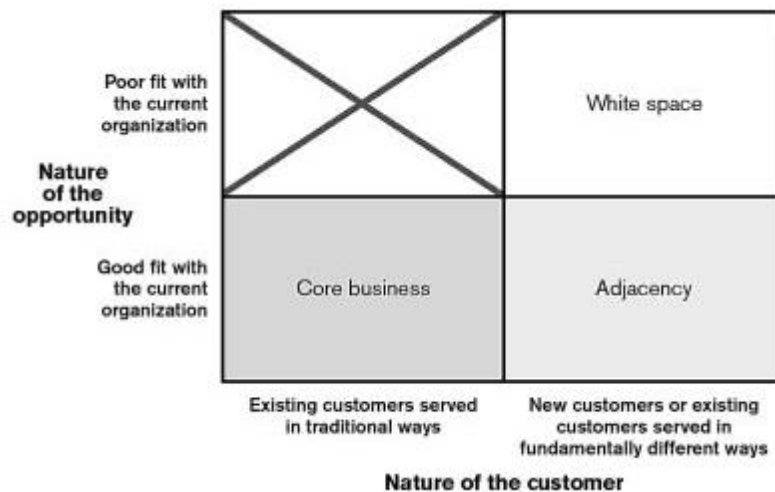 Poor fit with
the current
organization
White space
Nature
of the
opportunity
Good fit with
the current
organization
Core business
Adjacency
Existing customers served
in traditional ways
New customers or existing
customers served in
fundamentally different ways
Nature of the customer